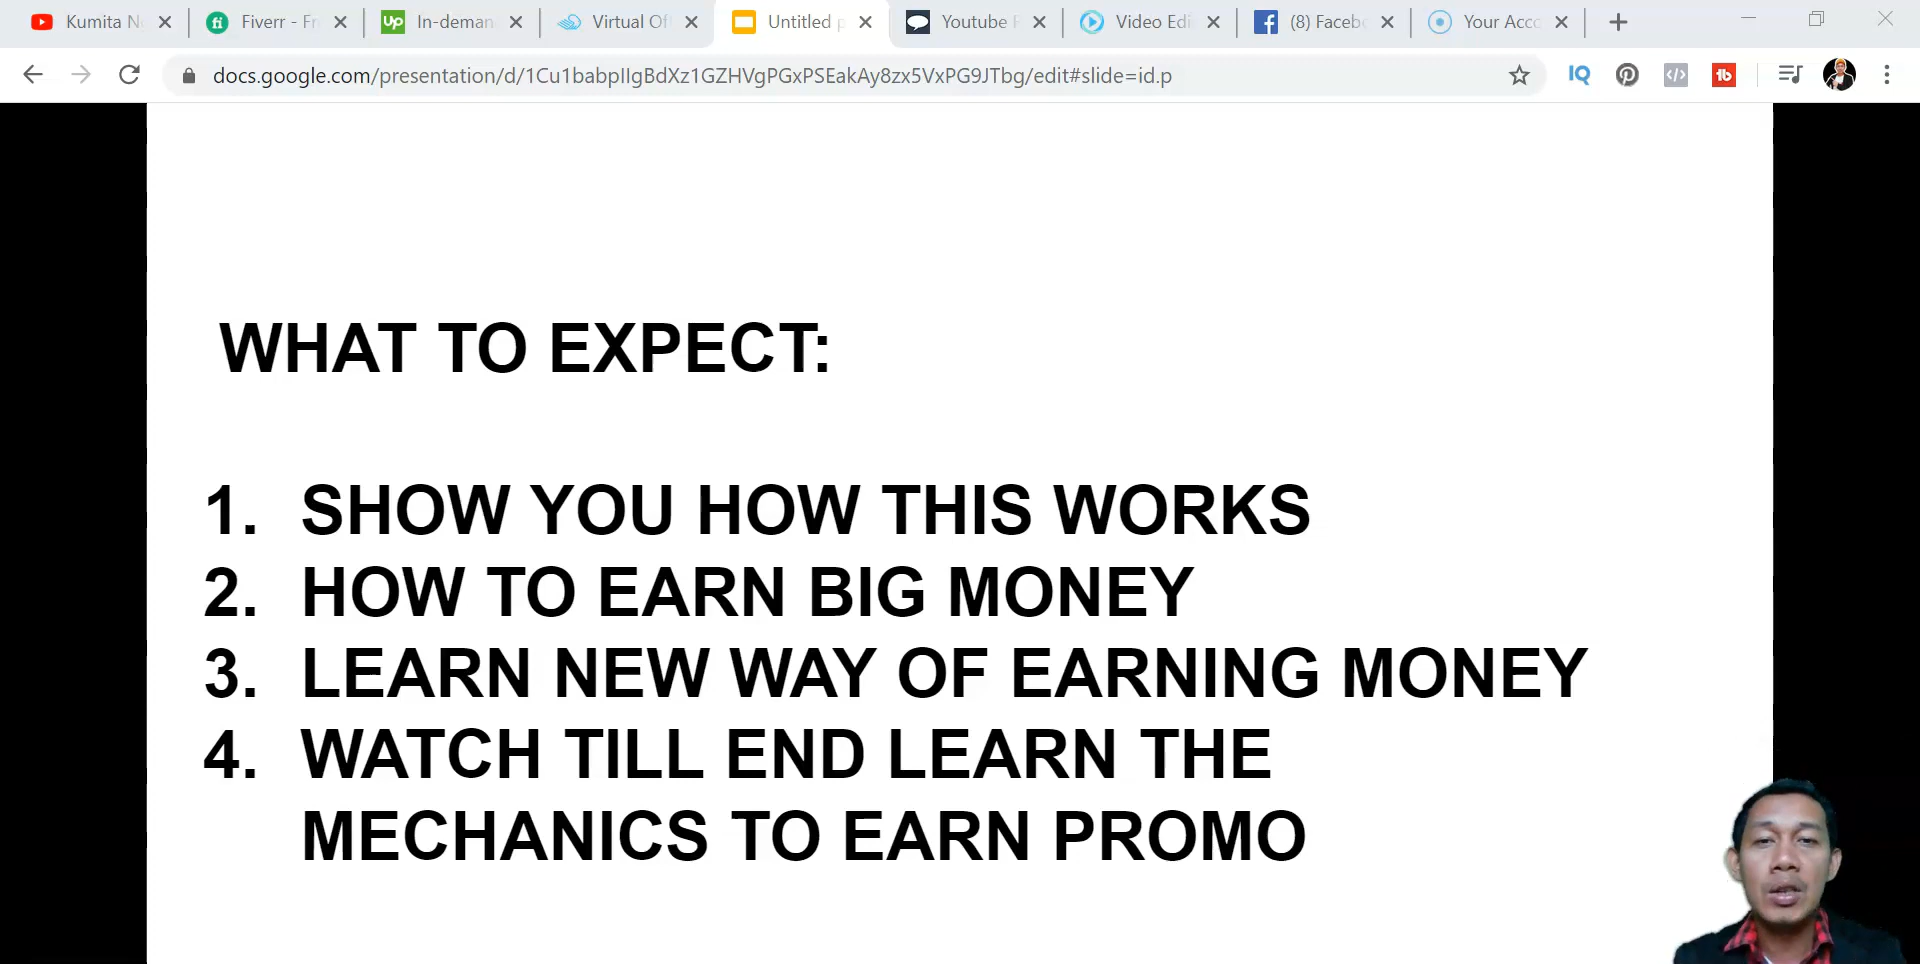 Kumita N
Fiverr - Fr
In-deman
Virtual Of
Untitled p
Youtube F
Video Edi
(8) Faceb
Your Acco
docs.google.com/presentation/d/1Cu1babpIIgBdXz1GZHVgPGxPSEakAy8zx5VxPG9JTbg/edit#slide=id.p
WHAT TO EXPECT:
1. SHOW YOU HOW THIS WORKS
2. HOW TO EARN BIG MONEY
3. LEARN NEW WAY OF EARNING MONEY
4. WATCH TILL END LEARN THE
MECHANICS TO EARN PROMO